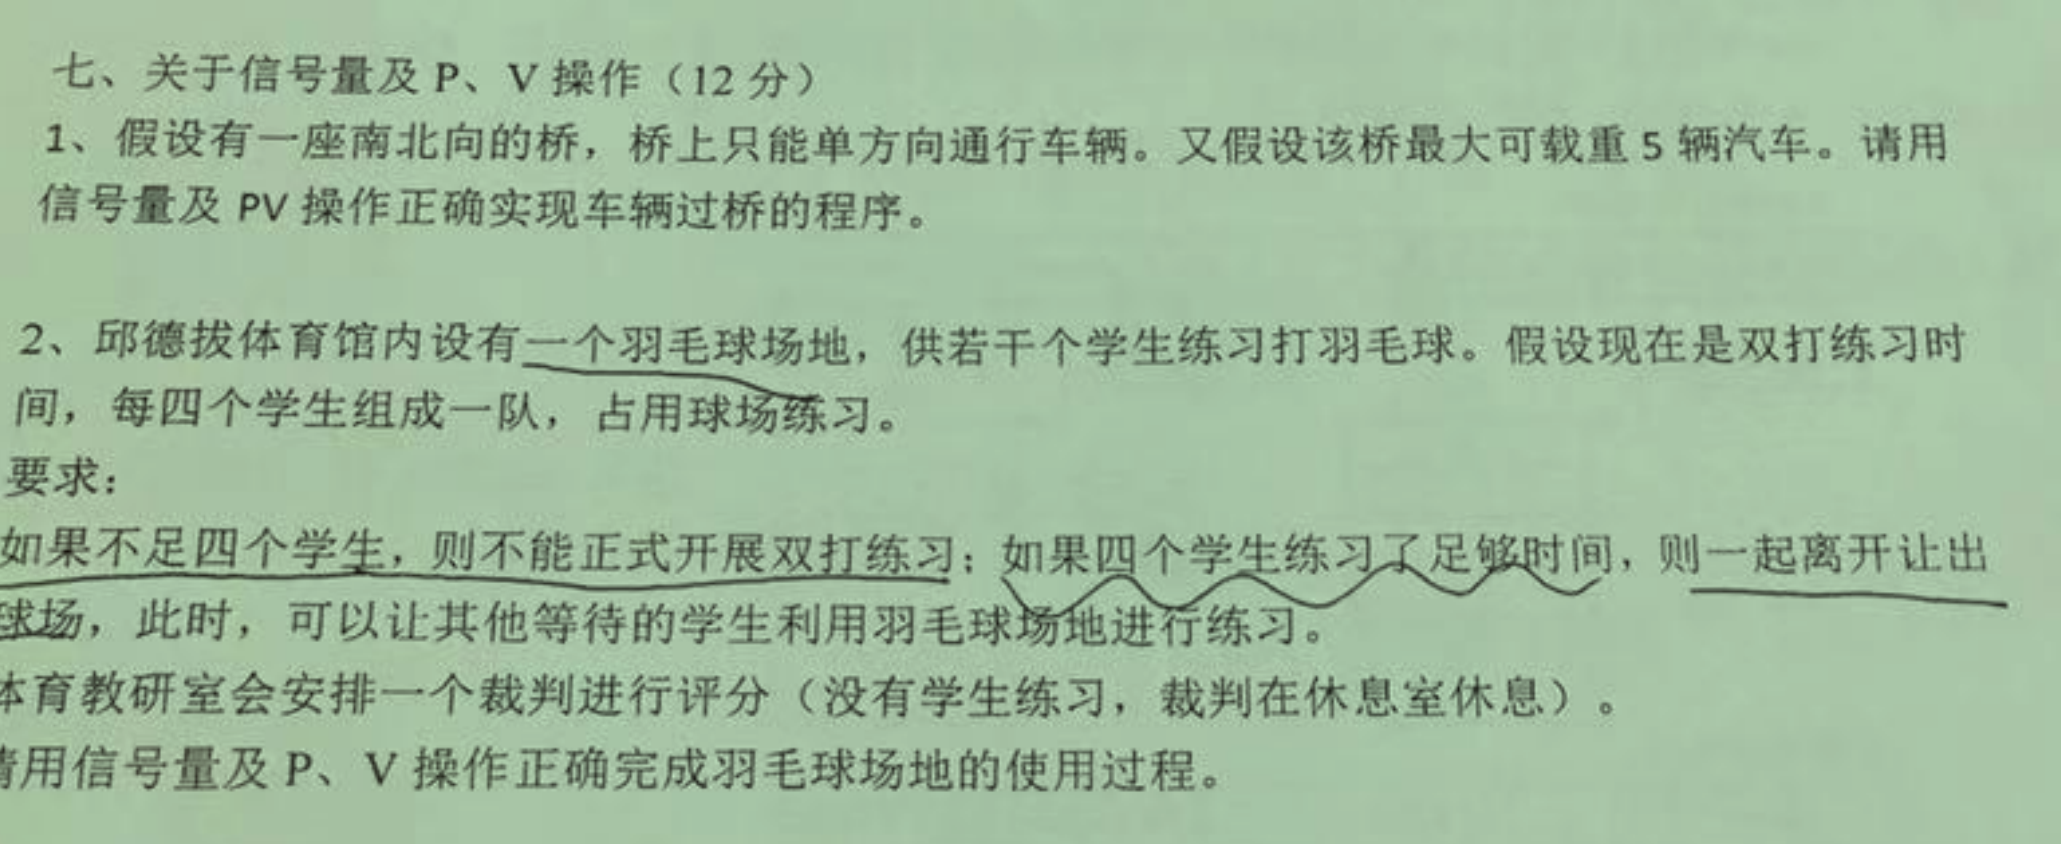 七、关于信号量及 P、V 操作（12 分）
1、假设有一座南北向的桥，桥上只能单方向通行车辆。又假设该桥最大可载重 5 辆汽车。请用
信号量及 PV 操作正确实现车辆过桥的程序。
2、邱德拔体育馆内设有一个羽毛球场地，供若干个学生练习打羽毛球。假设现在是双打练习时
间，每四个学生组成一队，占用球场练习。
要求：
如果不足四个学生，则不能正式开展双打练习；如果四个学生练习了足够时间，则一起离开让出
球场，此时，可以让其他等待的学生利用羽毛球场地进行练习。
体育教研室会安排一个裁判进行评分（没有学生练习，裁判在休息室休息）。
请用信号量及 P、V 操作正确完成羽毛球场地的使用过程。